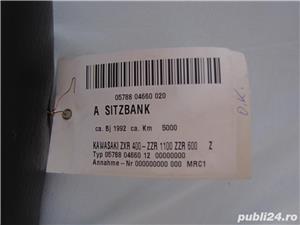 05788 04660 020
A SITZBANK
ca. Bj 1992 ca. Km 5000
KAWASAKI ZXR 400-ZZR 1100 ZZR 600 Z
Typ 05788 04660 12 00000000
Annahme-Nr 000000000 000 MRC1
O.K.
publi24.ro